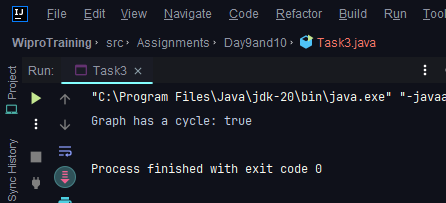 IJ File Edit View Navigate Code Refactor Build Run Tool
WiproTraining src Assignments Day9and10 Task3.java
Project
Run: Task3
"C:\Program Files\Java\jdk-20\bin\java.exe" "-javaa
Graph has a cycle: true
Process finished with exit code 0
Sync History